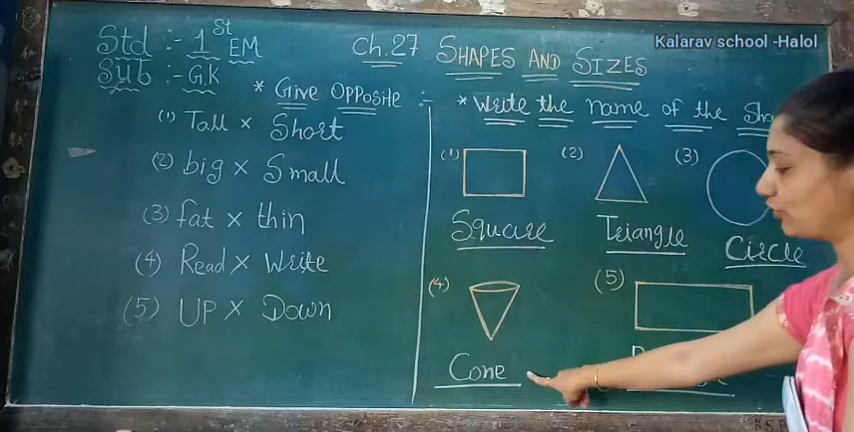 Std :- 1St EM
Sub :- G.K
Ch.27 SHAPES AND SIZES
Kalarav school -Halol
* Give Opposite :-
(1) Tall × Short
(2) big × Small
(3) fat × thin
(4) Read × Write
(5) UP × Down
* Write the name of the
(1) (2) (3)
Square Triangle Circle
(4) (5)
Cone